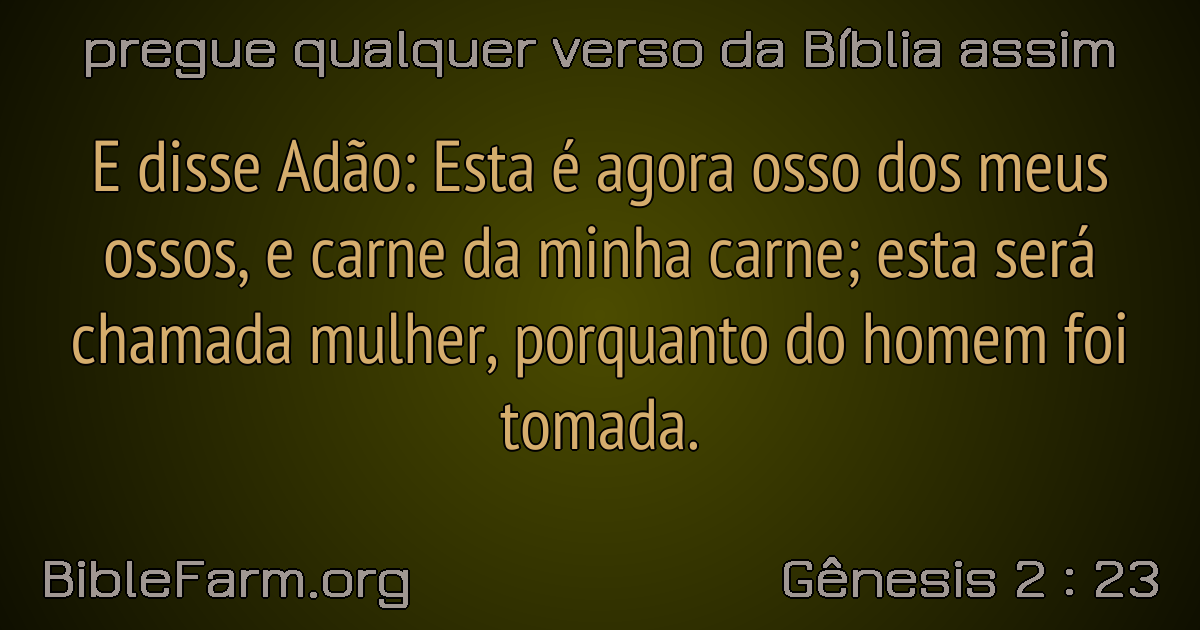 pregue qualquer verso da Bíblia assim
E disse Adão: Esta é agora osso dos meus
ossos, e carne da minha carne; esta será
chamada mulher, porquanto do homem foi
tomada.
BibleFarm.org
Gênesis 2 : 23